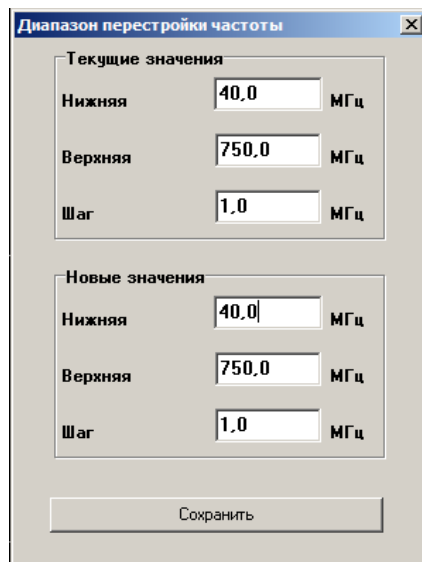 Диапазон перестройки частоты
Текущие значения
Нижняя 40,0 МГц
Верхняя 750,0 МГц
Шаг 1,0 МГц
Новые значения
Нижняя 40,0 МГц
Верхняя 750,0 МГц
Шаг 1,0 МГц
Сохранить